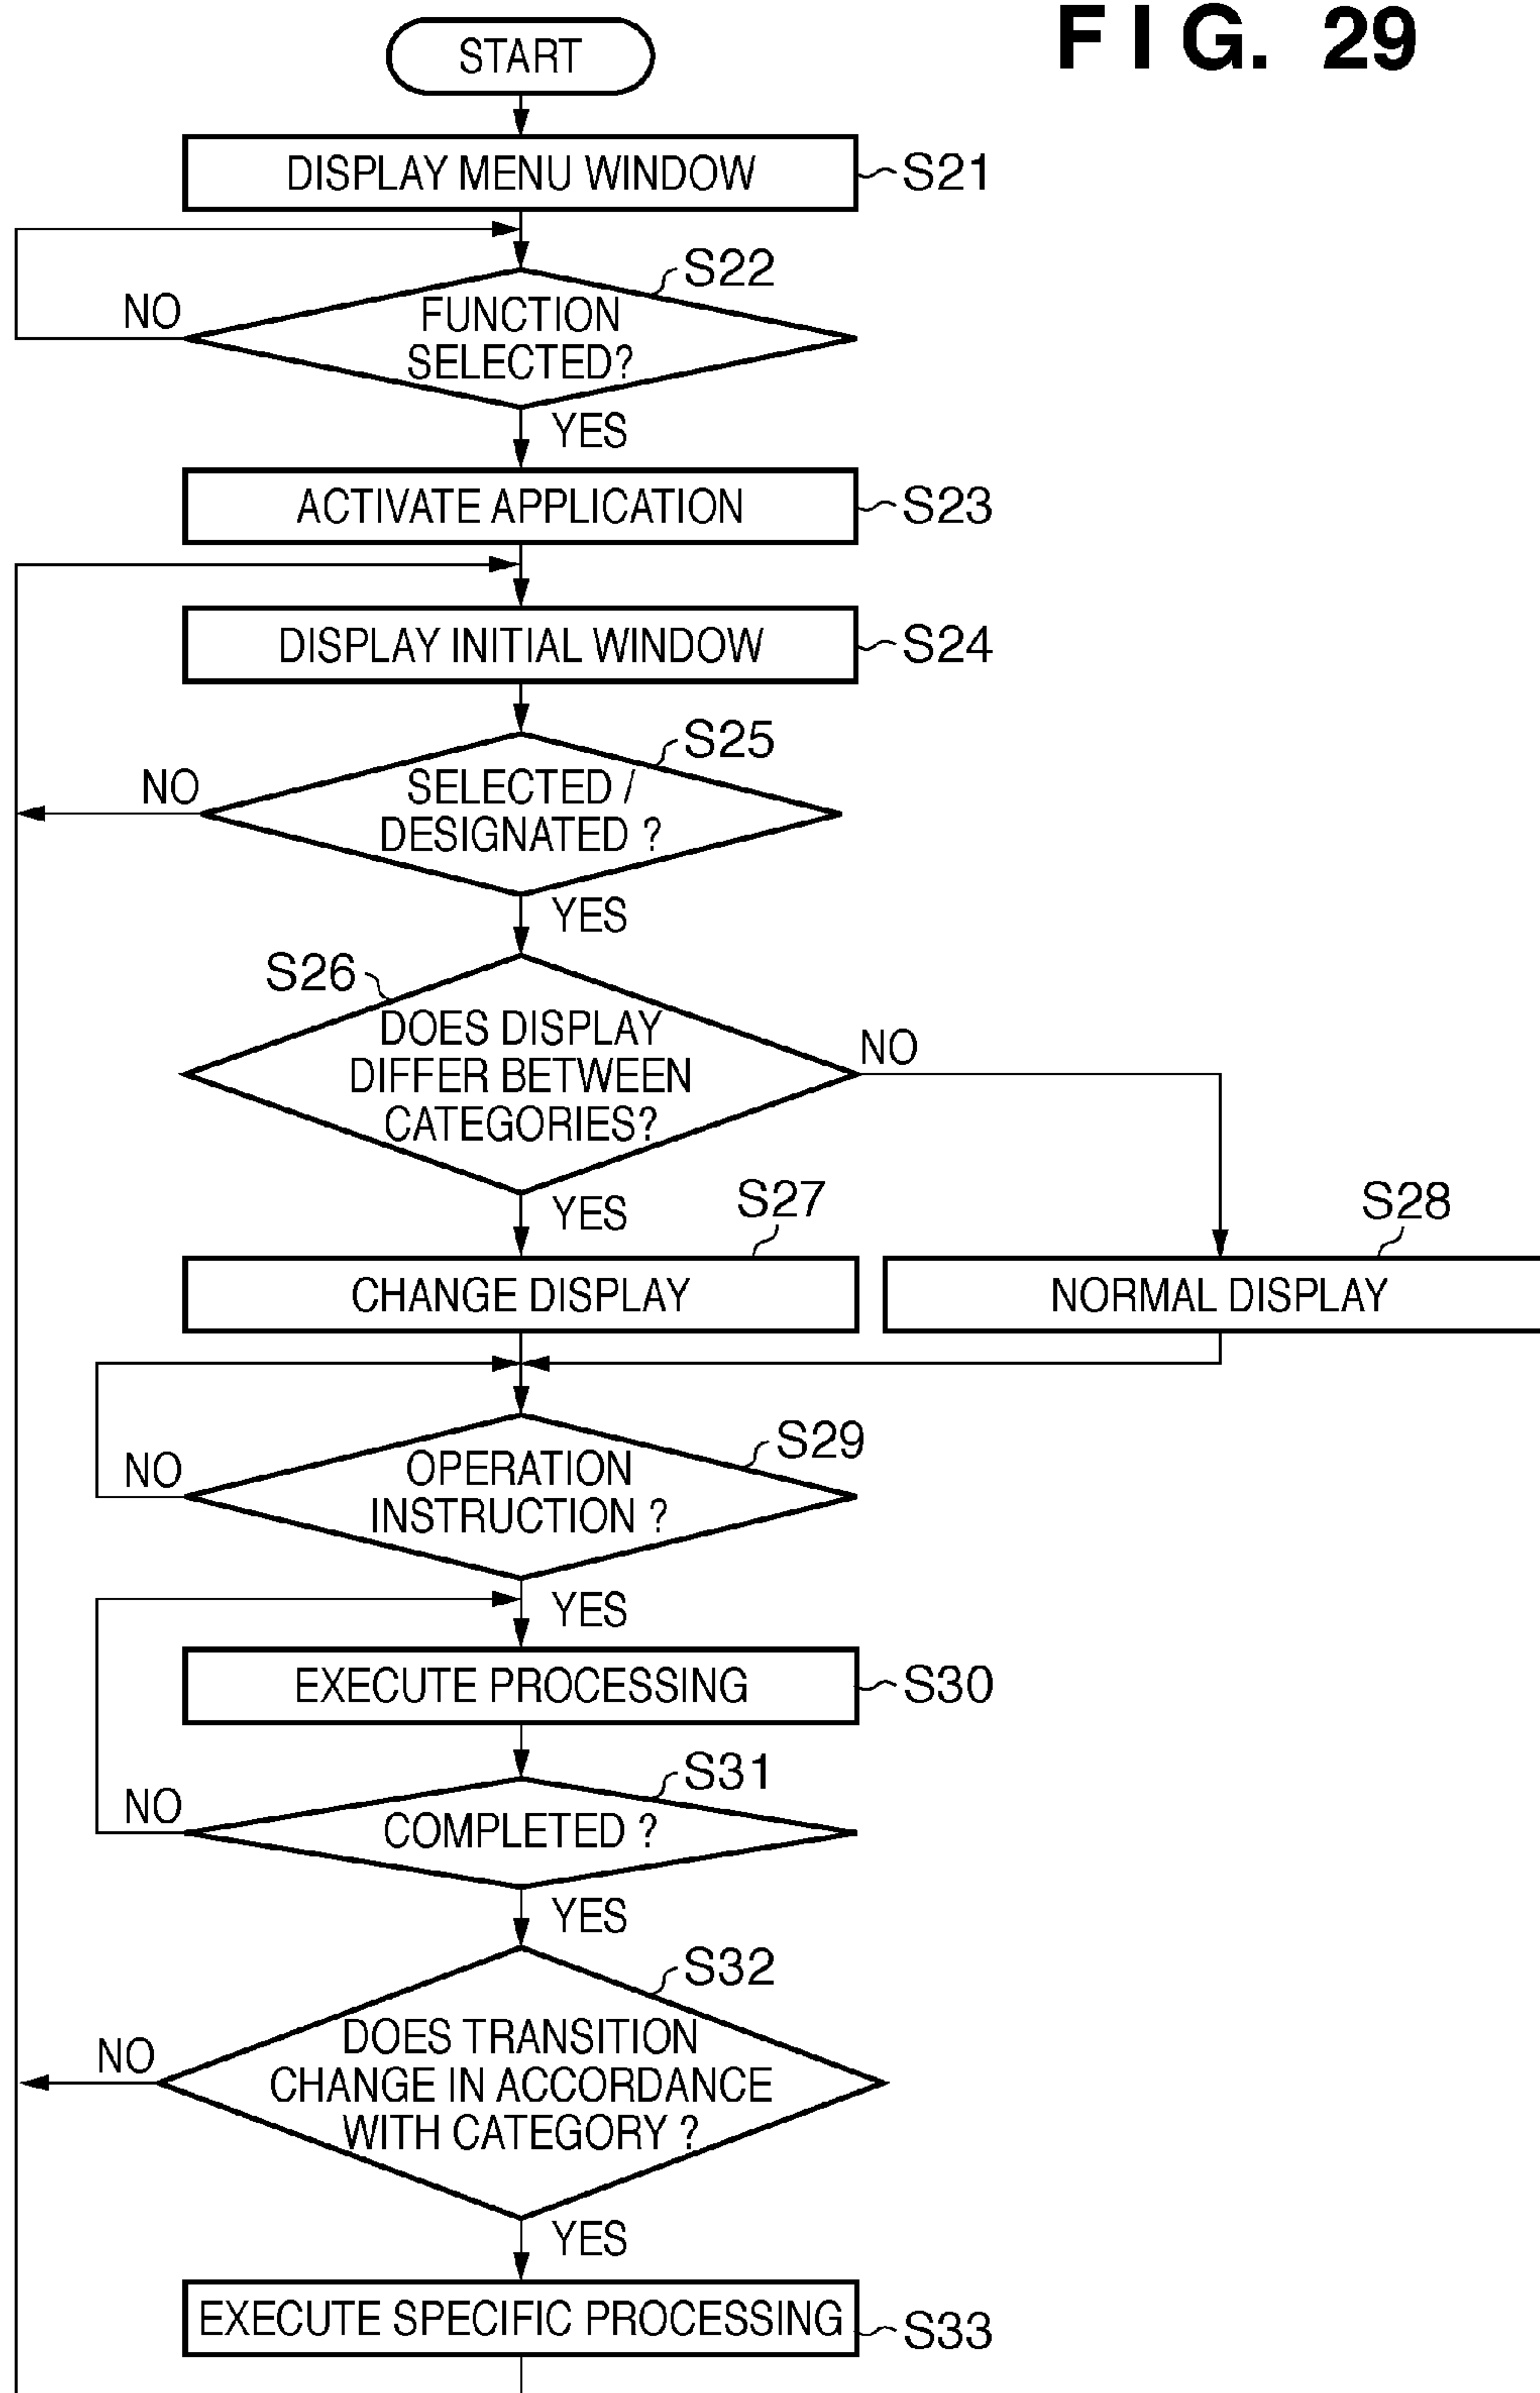 FIG. 29
START
DISPLAY MENU WINDOW
S21
S22
NO
FUNCTION
SELECTED?
YES
ACTIVATE APPLICATION
S23
DISPLAY INITIAL WINDOW
S24
S25
NO
SELECTED /
DESIGNATED ?
YES
S26
DOES DISPLAY
DIFFER BETWEEN
CATEGORIES?
NO
YES
S27
S28
CHANGE DISPLAY
NORMAL DISPLAY
S29
NO
OPERATION
INSTRUCTION ?
YES
EXECUTE PROCESSING
S30
S31
NO
COMPLETED ?
YES
S32
NO
DOES TRANSITION
CHANGE IN ACCORDANCE
WITH CATEGORY ?
YES
EXECUTE SPECIFIC PROCESSING
S33